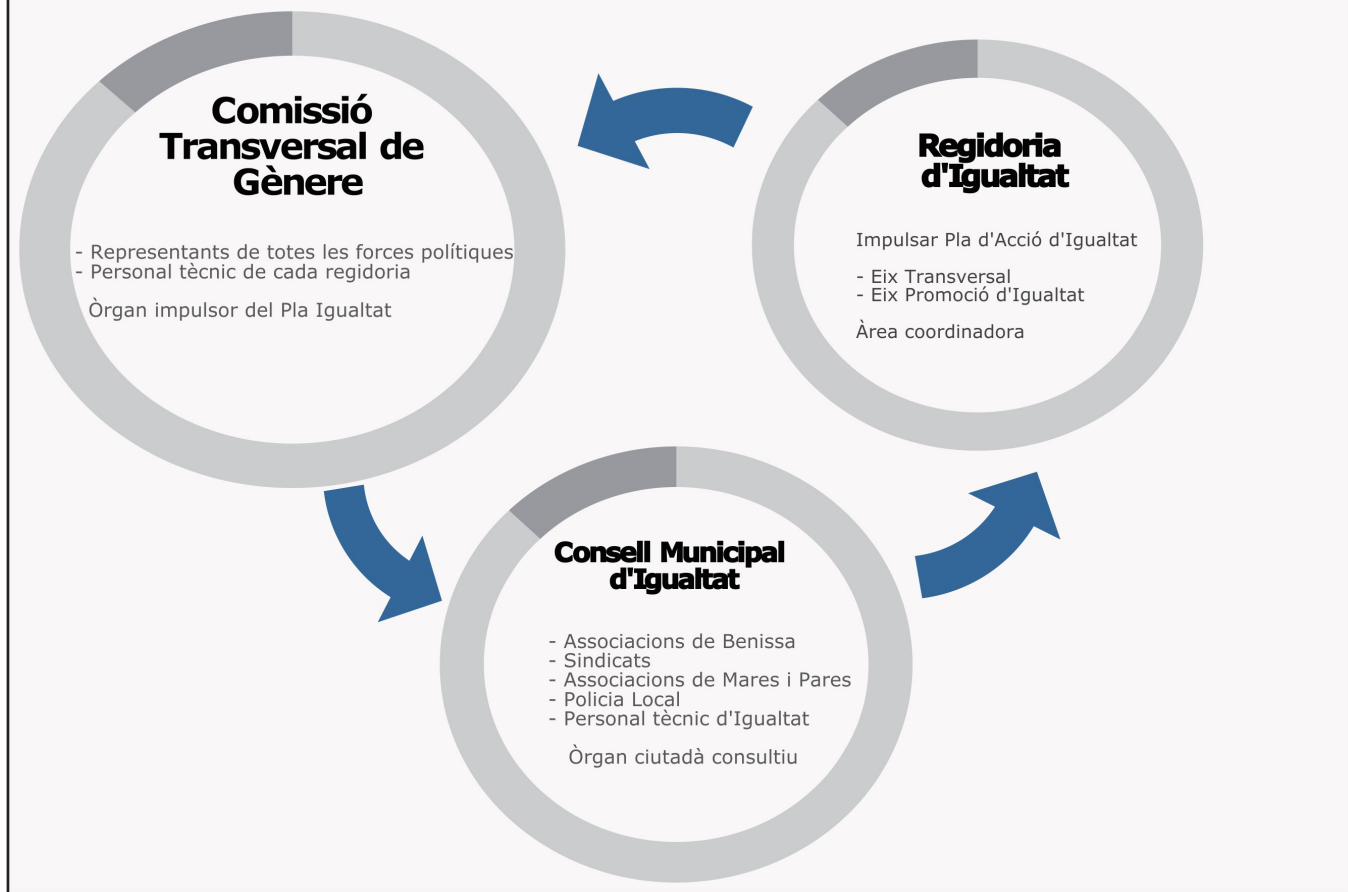 Comissió
Transversal de
Gènere
- Representants de totes les forces polítiques
- Personal tècnic de cada regidoria
Òrgan impulsor del Pla Igualtat
Regidoria
d'Igualtat
Impulsar Pla d'Acció d'Igualtat
- Eix Transversal
- Eix Promoció d'Igualtat
Àrea coordinadora
Consell Municipal
d'Igualtat
- Associacions de Benissa
- Sindicats
- Associacions de Mares i Pares
- Policia Local
- Personal tècnic d'Igualtat
Òrgan ciutadà consultiu